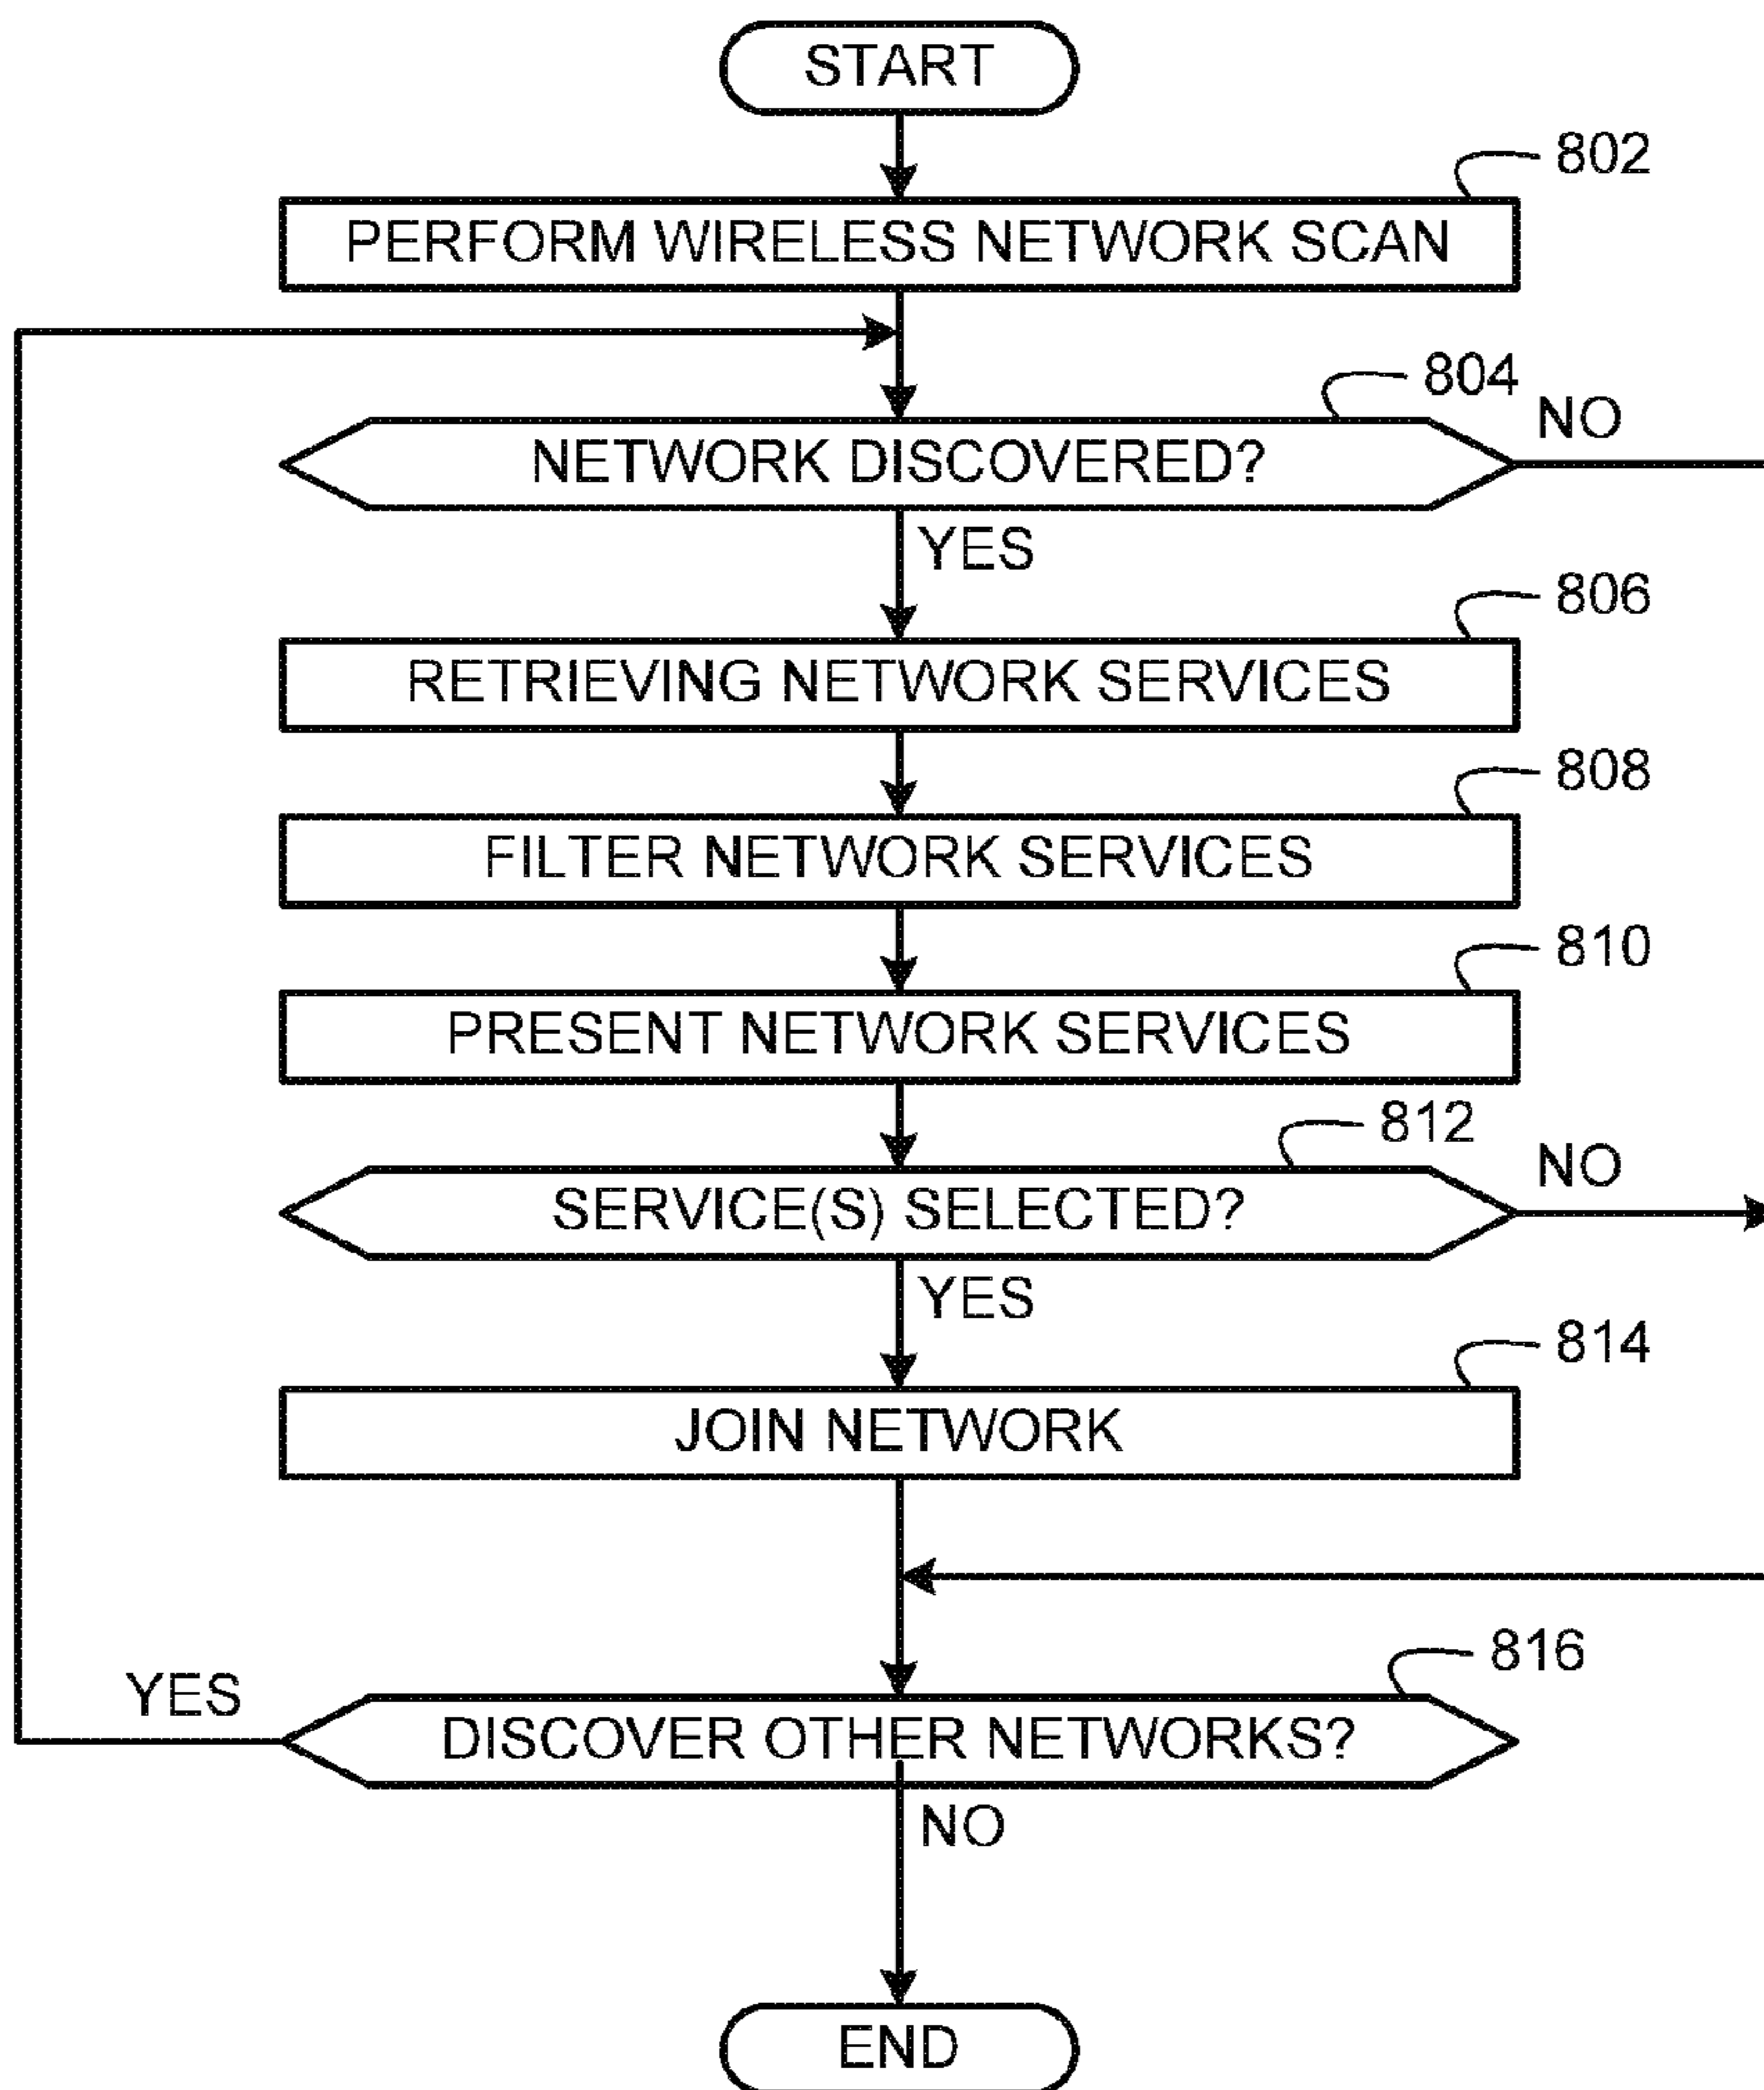 START
802
PERFORM WIRELESS NETWORK SCAN
804
NETWORK DISCOVERED?
NO
YES
806
RETRIEVING NETWORK SERVICES
808
FILTER NETWORK SERVICES
810
PRESENT NETWORK SERVICES
812
SERVICE(S) SELECTED?
NO
YES
814
JOIN NETWORK
816
YES
DISCOVER OTHER NETWORKS?
NO
END